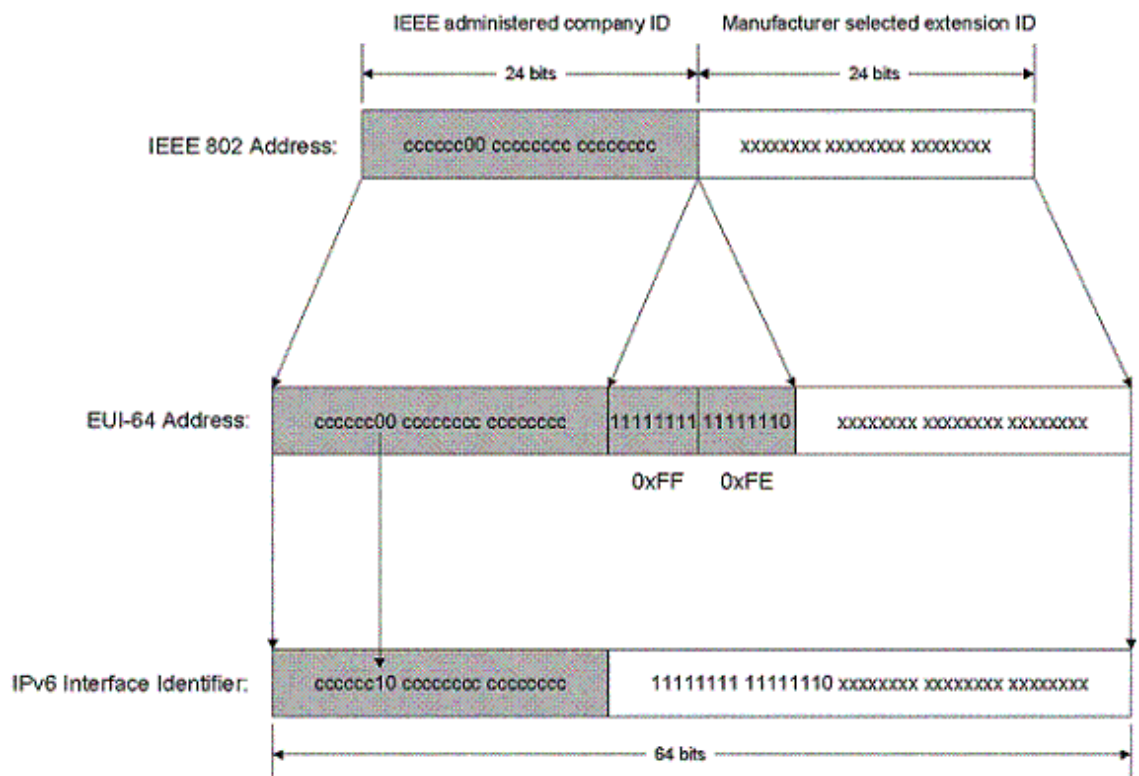 IEEE administered company ID Manufacturer selected extension ID
24 bits 24 bits
IEEE 802 Address: cccccc00 cccccccc cccccccc xxxxxxxx xxxxxxxx xxxxxxxx
EUI-64 Address: cccccc00 cccccccc cccccccc 11111111 11111110 xxxxxxxx xxxxxxxx xxxxxxxx
0xFF 0xFE
IPv6 Interface Identifier: cccccc10 cccccccc cccccccc 11111111 11111110 xxxxxxxx xxxxxxxx xxxxxxxx
64 bits